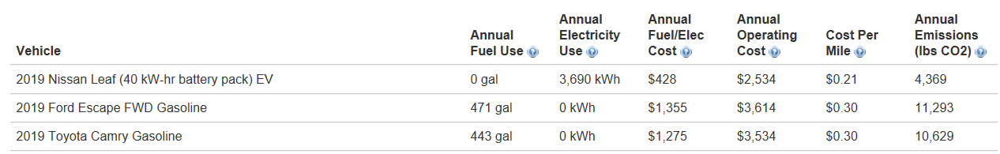 Vehicle Annual Fuel Use Annual Electricity Use Annual Fuel/Elec Cost Annual Operating Cost Cost Per Mile Annual Emissions (lbs CO2)
2019 Nissan Leaf (40 kW-hr battery pack) EV 0 gal 3,690 kWh $428 $2,534 $0.21 4,369
2019 Ford Escape FWD Gasoline 471 gal 0 kWh $1,355 $3,614 $0.30 11,293
2019 Toyota Camry Gasoline 443 gal 0 kWh $1,275 $3,534 $0.30 10,629